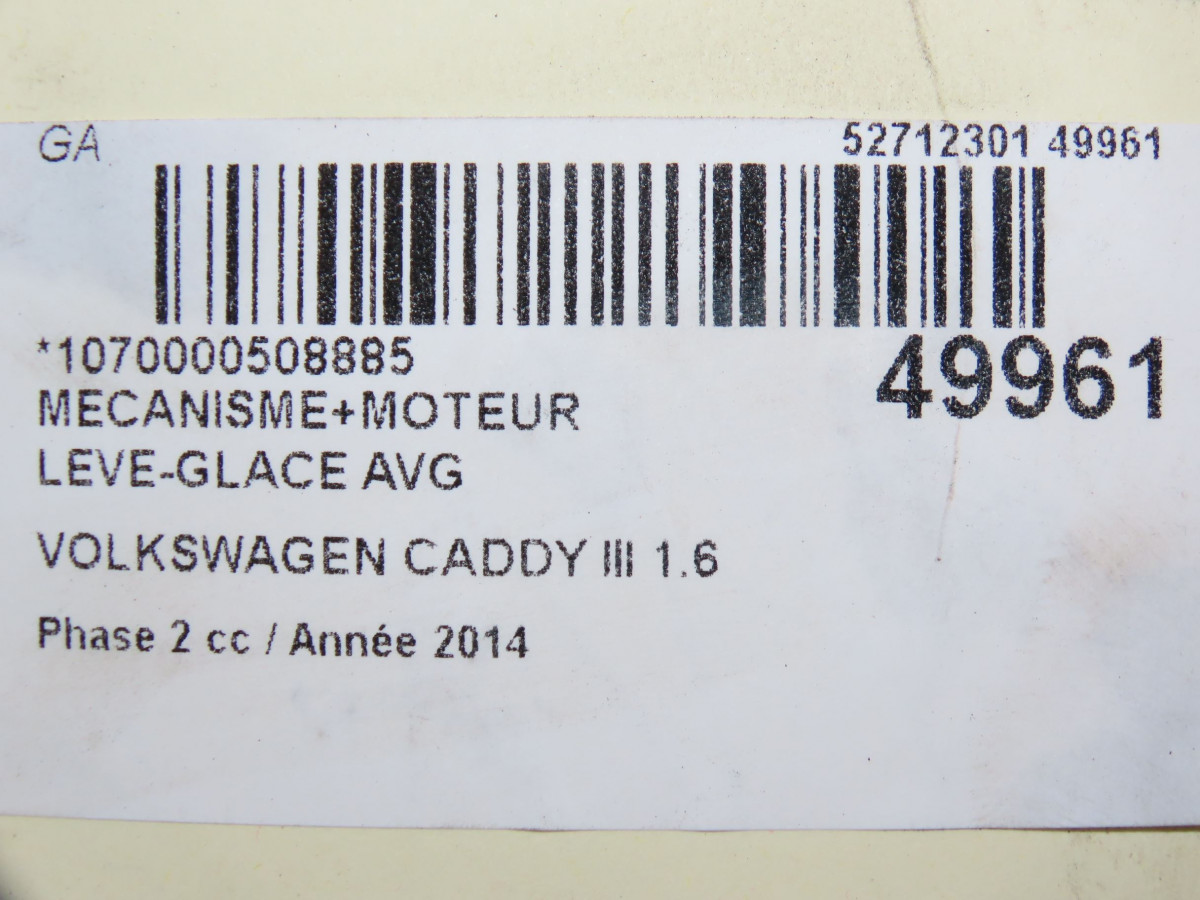 GA
52712301 49961
*1070000508885
49961
MECANISME+MOTEUR
LEVE-GLACE AVG
VOLKSWAGEN CADDY III 1.6
Phase 2 cc / Année 2014